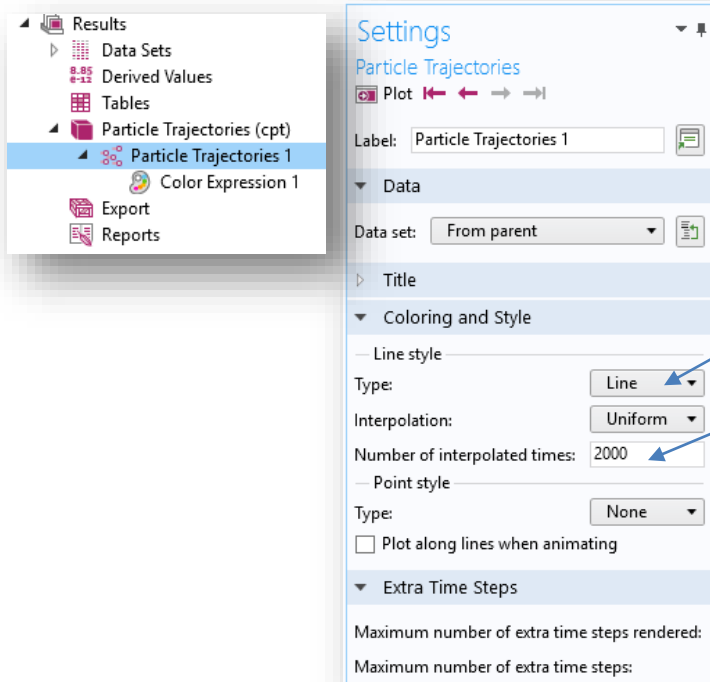 Results
Data Sets
8.85
e-12
Derived Values
Tables
Particle Trajectories (cpt)
Particle Trajectories 1
Color Expression 1
Export
Reports
Settings
Particle Trajectories
Plot
Label: Particle Trajectories 1
Data
Data set: From parent
Title
Coloring and Style
Line style
Type: Line
Interpolation: Uniform
Number of interpolated times: 2000
Point style
Type: None
Plot along lines when animating
Extra Time Steps
Maximum number of extra time steps rendered:
Maximum number of extra time steps: